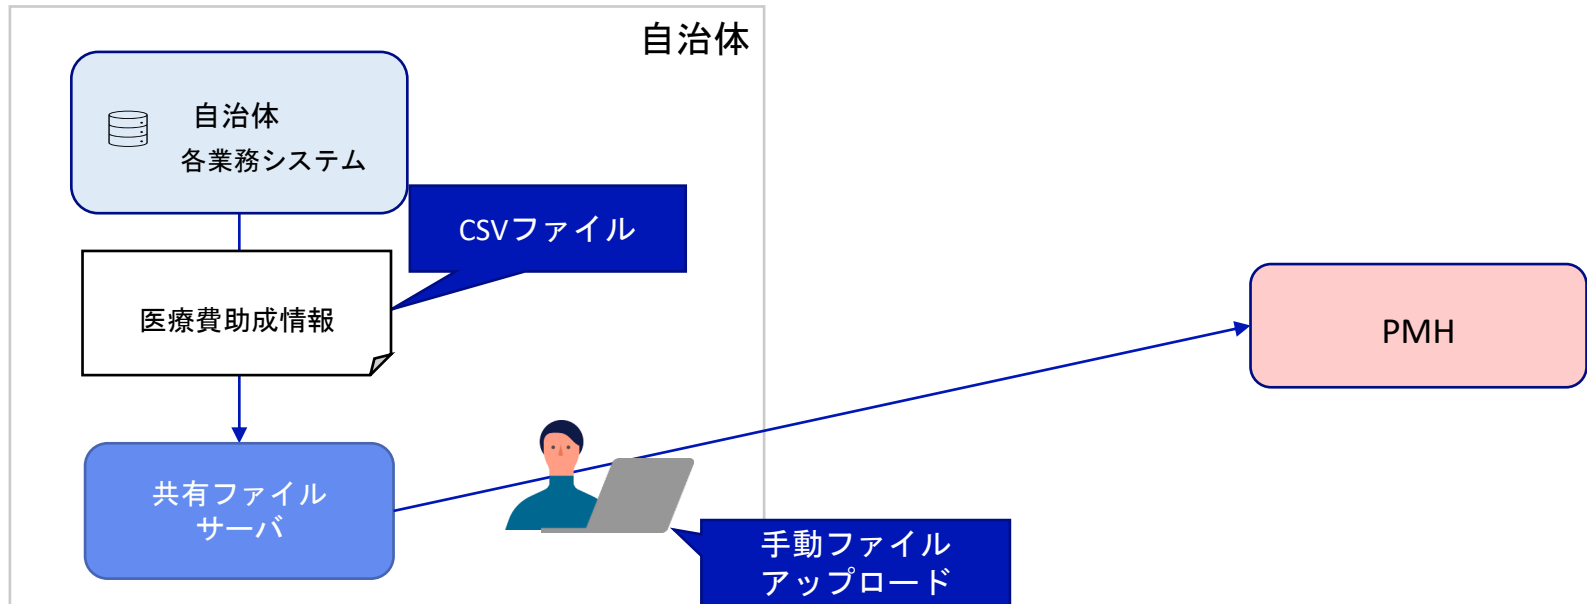 自治体
自治体
各業務システム
CSVファイル
医療費助成情報
PMH
共有ファイル
サーバ
手動ファイル
アップロード